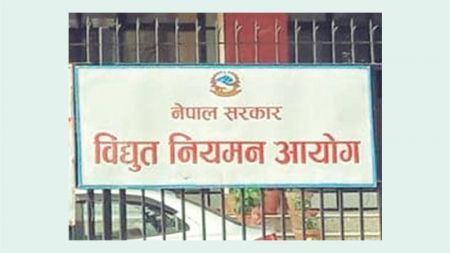 नेपाल सरकार
विद्युत नियमन आयोग